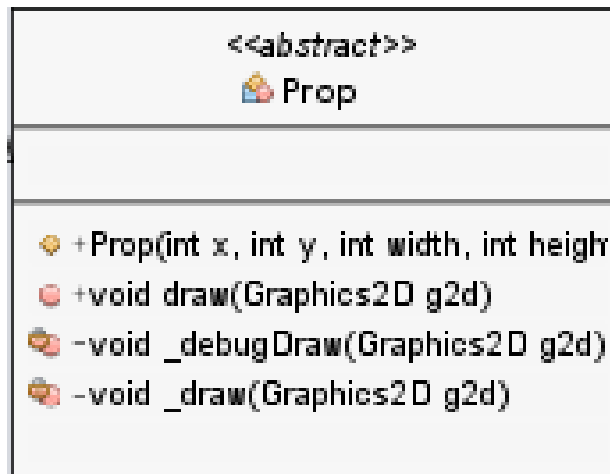 <<abstract>>
Prop
+Prop(int x, int y, int width, int heigh
+void draw(Graphics2D g2d)
-void _debugDraw(Graphics2D g2d)
-void _draw(Graphics2D g2d)